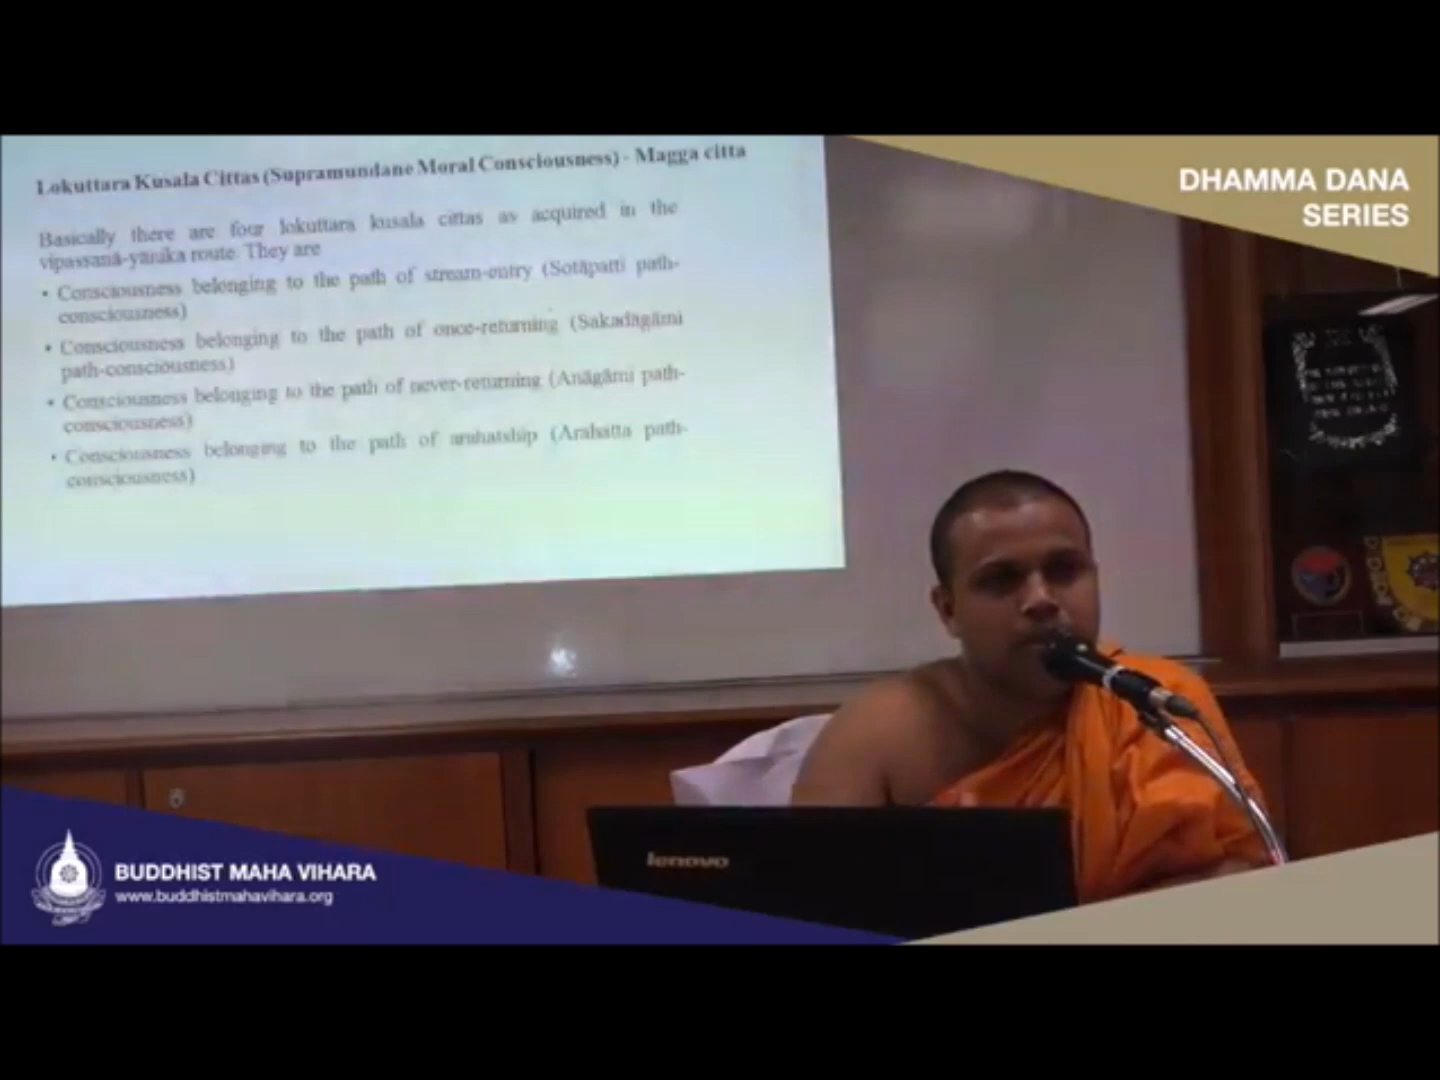 Lokuttara Kusala Cittas (Supramundane Moral Consciousness) - Magga citta
Basically there are four lokuttara kusala cittas as acquired in the
vipassanā-yānika route. They are
• Consciousness belonging to the path of stream-entry (Sotāpatti path-
consciousness)
• Consciousness belonging to the path of once-returning (Sakadāgāmi
path-consciousness)
• Consciousness belonging to the path of never-returning (Anāgāmi path-
consciousness)
• Consciousness belonging to the path of arahatship (Arahatta path-
consciousness)
DHAMMA DANA
SERIES
lenovo
BUDDHIST MAHA VIHARA
www.buddhistmahavihara.org